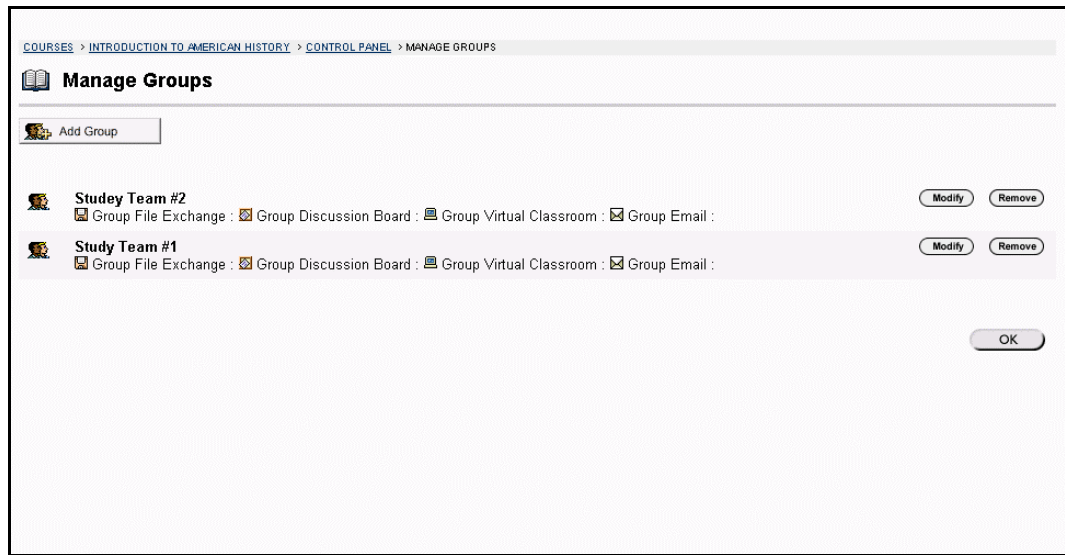 COURSES > INTRODUCTION TO AMERICAN HISTORY > CONTROL PANEL > MANAGE GROUPS
Manage Groups
Add Group
Studey Team #2
Modify Remove
Group File Exchange : Group Discussion Board : Group Virtual Classroom : Group Email :
Study Team #1
Modify Remove
Group File Exchange : Group Discussion Board : Group Virtual Classroom : Group Email :
OK